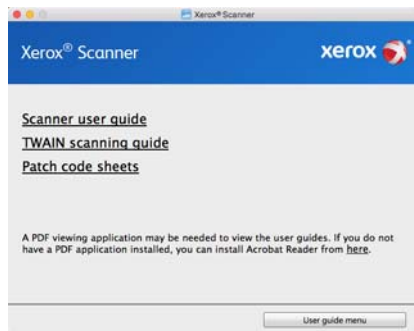 Xerox® Scanner
Xerox® Scanner
xerox
Scanner user guide
TWAIN scanning guide
Patch code sheets
A PDF viewing application may be needed to view the user guides. If you do not
have a PDF application installed, you can install Acrobat Reader from here.
User guide menu